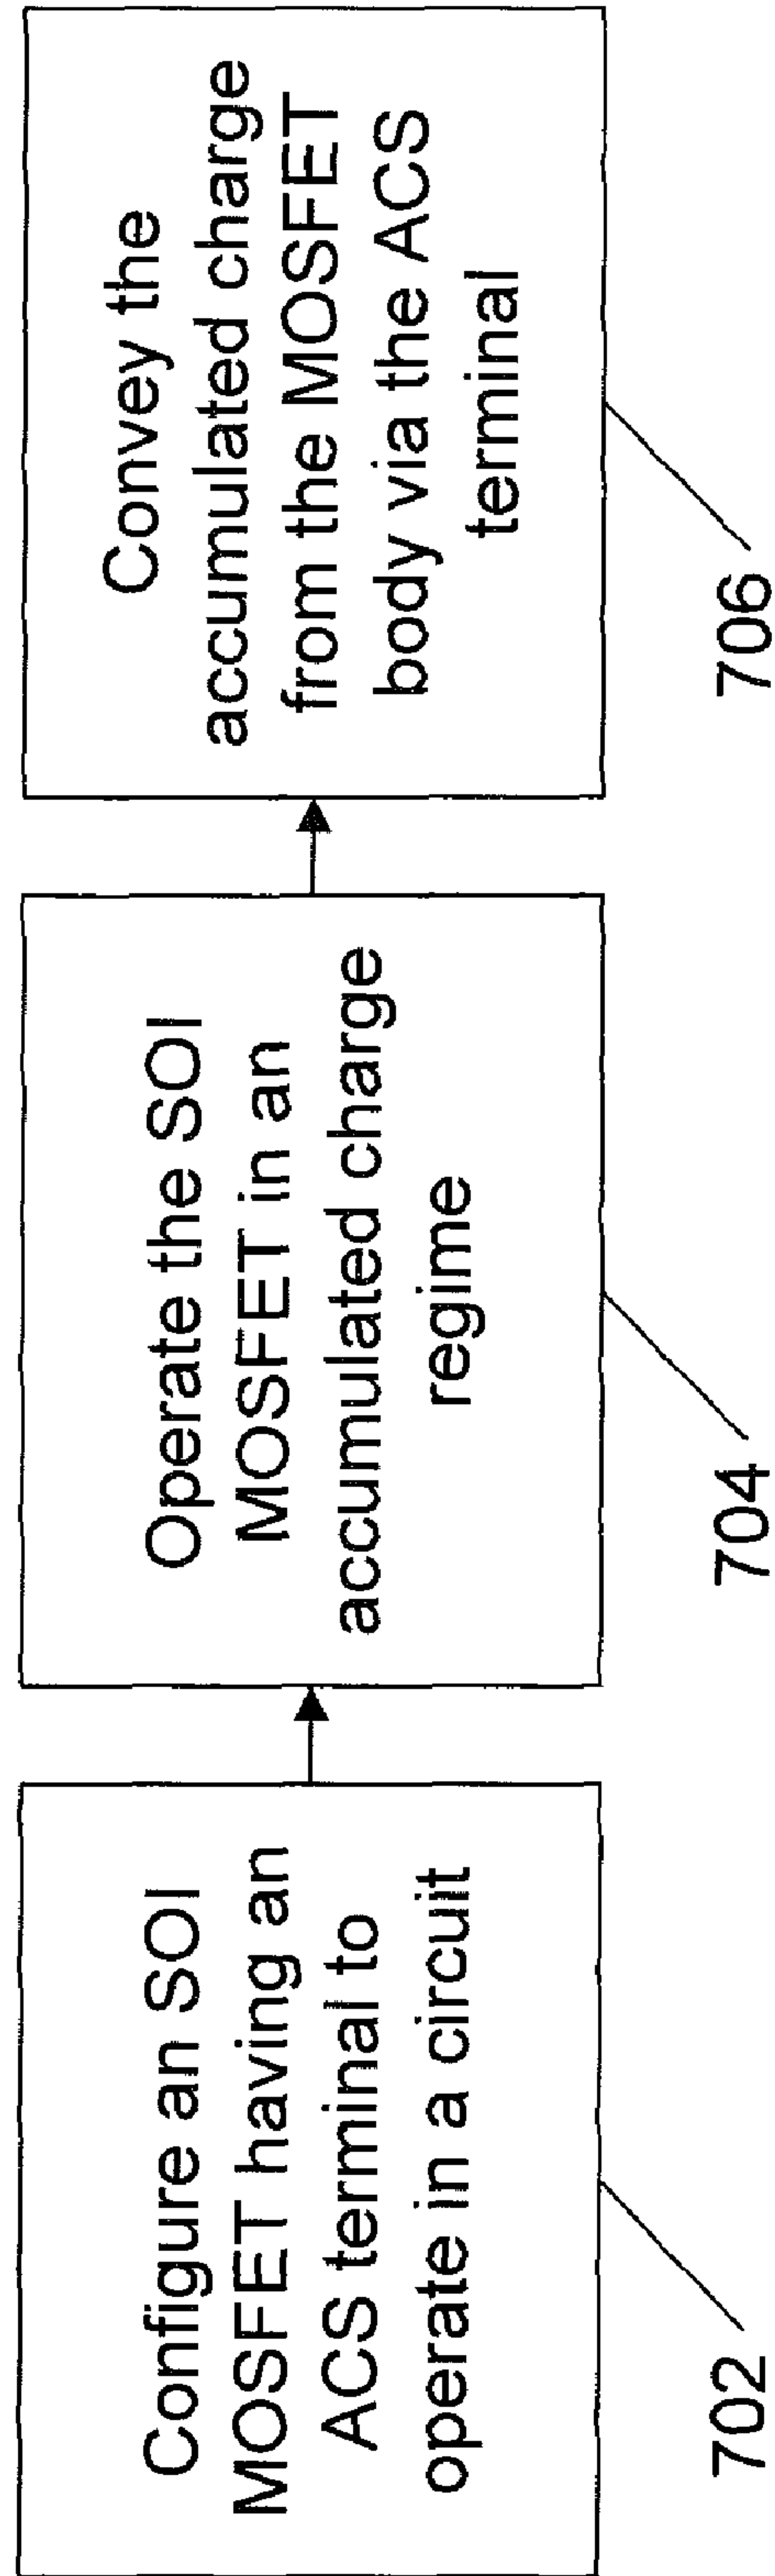 Configure an SOI
MOSFET having an
ACS terminal to
operate in a circuit
702
Operate the SOI
MOSFET in an
accumulated charge
regime
704
Convey the
accumulated charge
from the MOSFET
body via the ACS
terminal
706